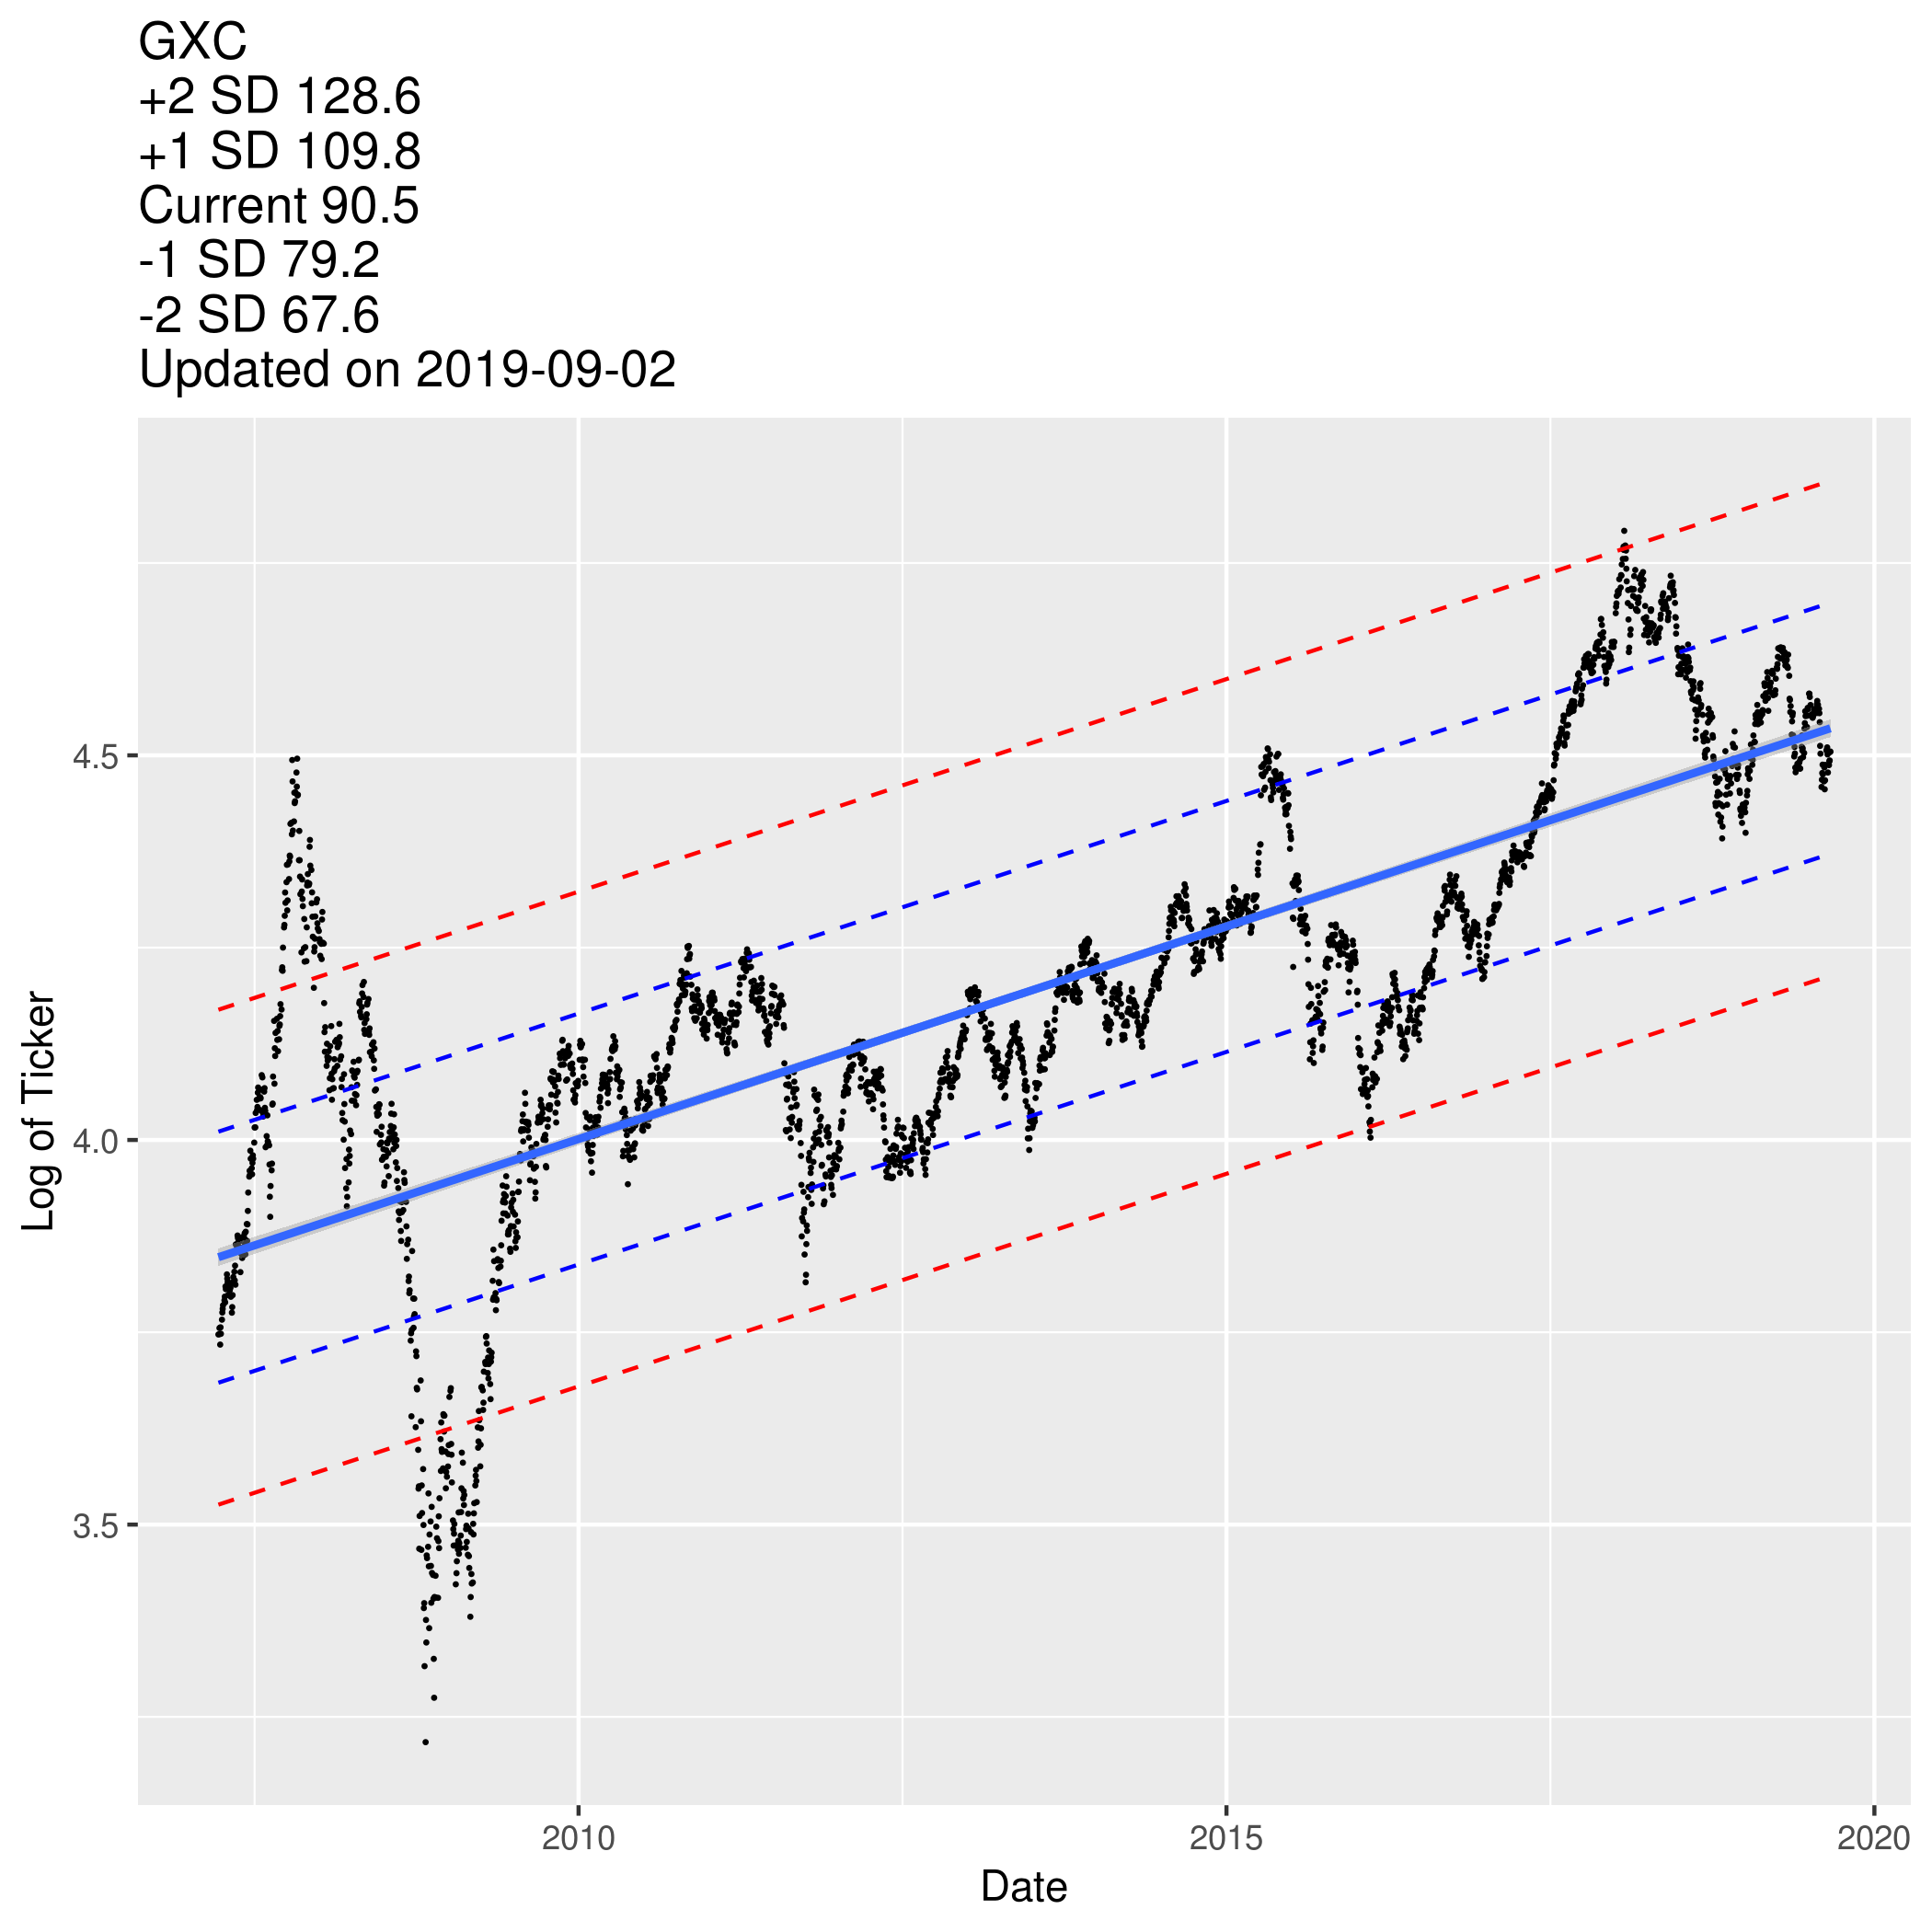 GXC
+2 SD 128.6
+1 SD 109.8
Current 90.5
-1 SD 79.2
-2 SD 67.6
Updated on 2019-09-02
Log of Ticker
4.5
4.0
3.5
2010
2015
2020
Date